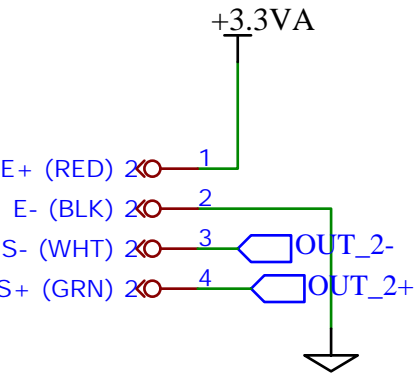 +3.3VA
E+ (RED) 2 1
E- (BLK) 2 2
S- (WHT) 2 3 OUT_2-
S+ (GRN) 2 4 OUT_2+